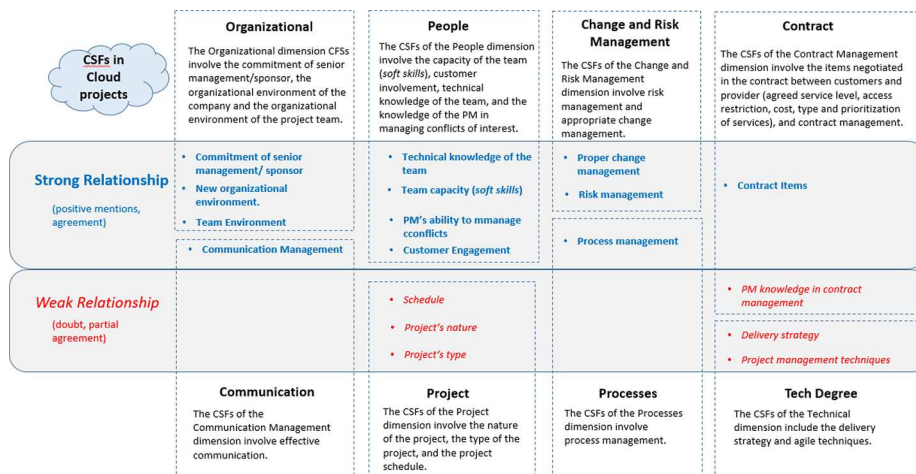 CSFs in
Cloud
projects
Organizational
The Organizational dimension CFSs
involve the commitment of senior
management/sponsor, the
organizational environment of the
company and the organizational
environment of the project team.
People
The CSFs of the People dimension
involve the capacity of the team
(soft skills), customer
involvement, technical
knowledge of the team, and the
knowledge of the PM in
managing conflicts of interest.
Change and Risk
Management
The CSFs of the Change and
Risk Management
dimension involve risk
management and
appropriate change
management.
Contract
The CSFs of the Contract Management
dimension involve the items negotiated
in the contract between customers and
provider (agreed service level, access
restriction, cost, type and prioritization
of services), and contract management.
Strong Relationship
(positive mentions,
agreement)
• Commitment of senior
management/ sponsor
• New organizational
environment.
• Team Environment
• Communication Management
• Technical knowledge of the
team
• Team capacity (soft skills)
• PM's ability to mmanage
cconflicts
• Customer Engagement
• Proper change
management
• Risk management
• Process management
• Contract Items
Weak Relationship
(doubt, partial
agreement)
• Schedule
• Project's nature
• Project's type
• PM knowledge in contract
management
• Delivery strategy
• Project management techniques
Communication
The CSFs of the
Communication Management
dimension involve effective
communication.
Project
The CSFs of the Project
dimension involve the nature
of the project, the type of the
project, and the project
schedule.
Processes
The CSFs of the Processes
dimension involve
process management.
Tech Degree
The CSFs of the Technical
dimension include the delivery
strategy and agile techniques.